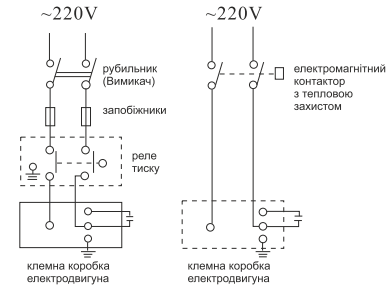 ~220V
рубильник
(Вимикач)
запобіжники
реле
тиску
клемна коробка
електродвигуна
~220V
електромагнітний
контактор
з тепловою
захистом
клемна коробка
електродвигуна